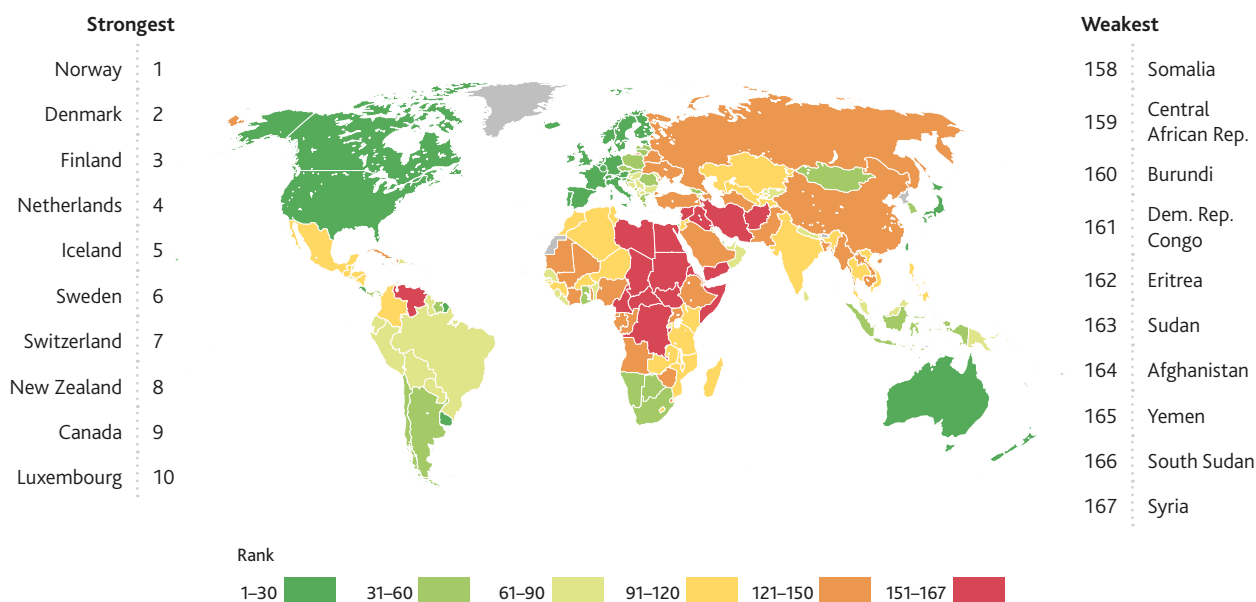 Strongest
Norway 1
Denmark 2
Finland 3
Netherlands 4
Iceland 5
Sweden 6
Switzerland 7
New Zealand 8
Canada 9
Luxembourg 10
Weakest
158 Somalia
159 Central
African Rep.
160 Burundi
161 Dem. Rep.
Congo
162 Eritrea
163 Sudan
164 Afghanistan
165 Yemen
166 South Sudan
167 Syria
Rank
1–30 31–60 61–90 91–120 121–150 151–167